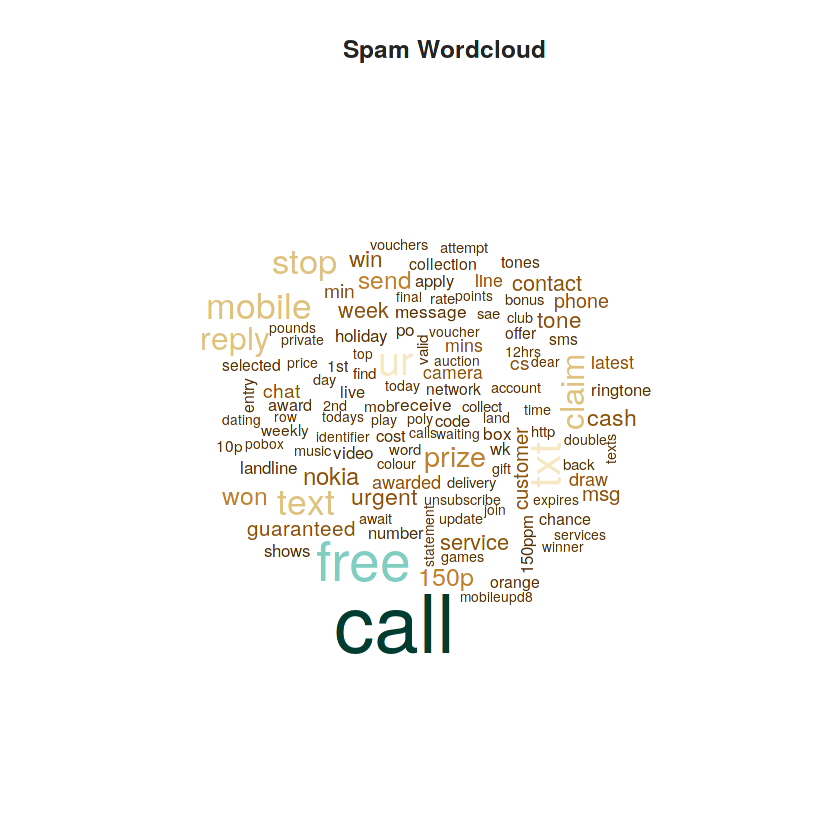 Spam Wordcloud
vouchers
attempt
stop
win
collection
tones
send
apply
line
contact
min
final
rate
points
bonus
phone
mobile
week
message
sae
club
tone
pounds
private
holiday
po
voucher
offer
sms
reply
valid
mins
12hrs
top
ur
auction
cs
dear
latest
selected
price
1st
find
camera
claim
day
today
network
account
ringtone
entry
chat
live
award
2nd
mob
receive
collect
time
cash
dating
row
todays
play
poly
code
land
weekly
identifier
cost
calls
waiting
box
http
double
texts
10p
pobox
music
video
word
wk
customer
txt
landline
colour
prize
gift
back
nokia
awarded
delivery
draw
won
text
urgent
unsubscribe
expires
msg
guaranteed
await
number
statement
update
join
chance
150ppm
services
shows
free
service
games
winner
150p
orange
mobileupd8
call